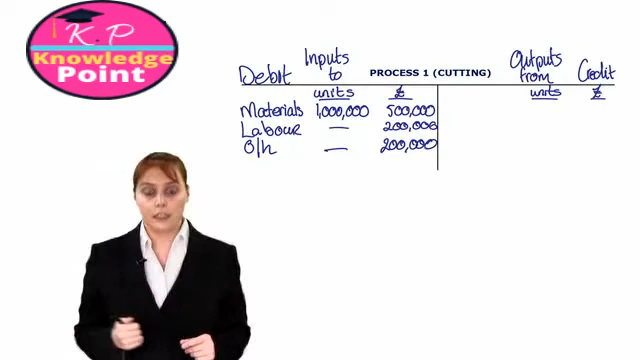 K.P
Knowledge
Point
Debit Inputs to PROCESS 1 (CUTTING) Outputs from Credit
units £ units £
Materials 1,000,000 500,000
Labour — 200,000
O/h — 200,000